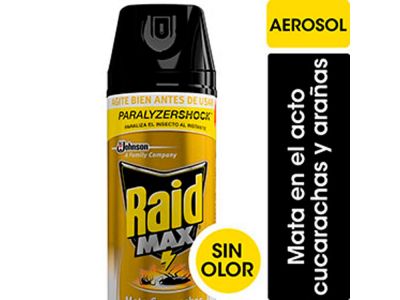 AGITE BIEN ANTES DE USAR
PARALYZERSHOCK
PARALIZA EL INSECTO AL INSTANTE
Johnson
A Family Company
Raid
MAX
SIN
OLOR
AEROSOL
Mata en el acto
cucarachas y arañas